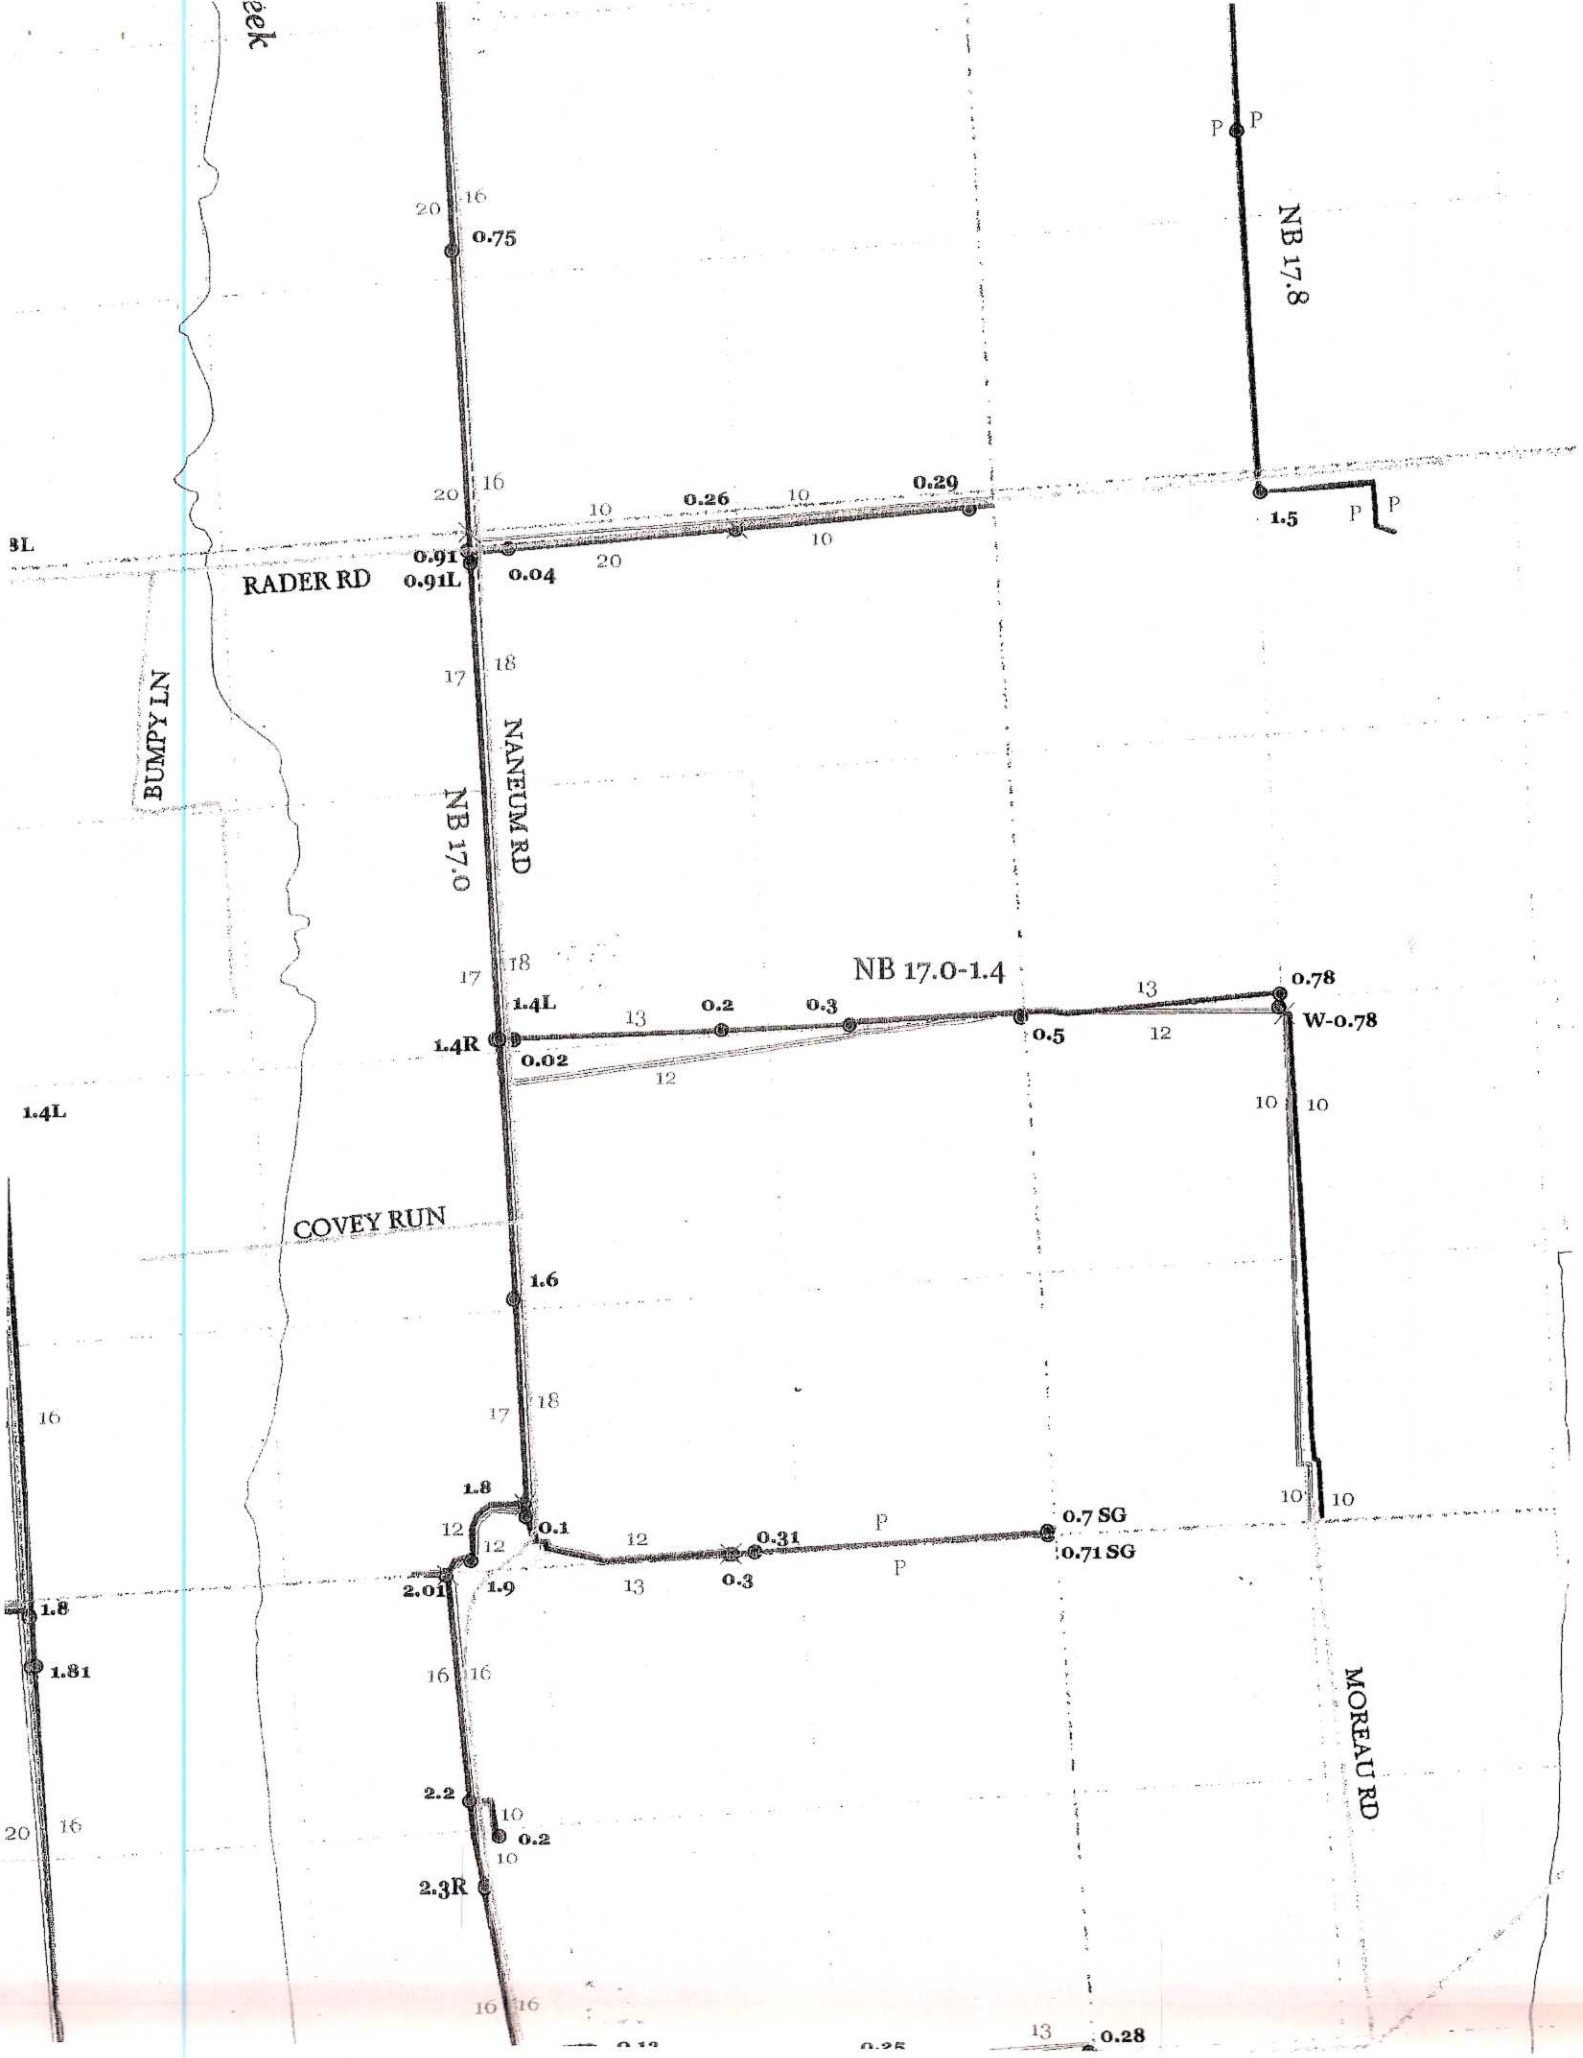 eek
P P
20 16
0.75
NB 17.8
20 16
10 0.26 10 0.29
1.5 P P
0.91
0.04 20 10
RADER RD 0.91L
17 18
BUMPY LN
NANEUM RD
NB 17.0
17 18
NB 17.0-1.4
1.4L 13 0.2 0.3 13 0.78
1.4R 0.02 0.5 12 W-0.78
12
10 10
1.4L
COVEY RUN
1.6
16
17 18
1.8
10 10
12 12 0.1 12 0.31 P 0.7 SG
2.01 1.9 13 0.3 P 0.71 SG
1.8
1.81
16 16
MOREAU RD
2.2
20 16
10 0.2
10
2.3R
16 16
13 0.28